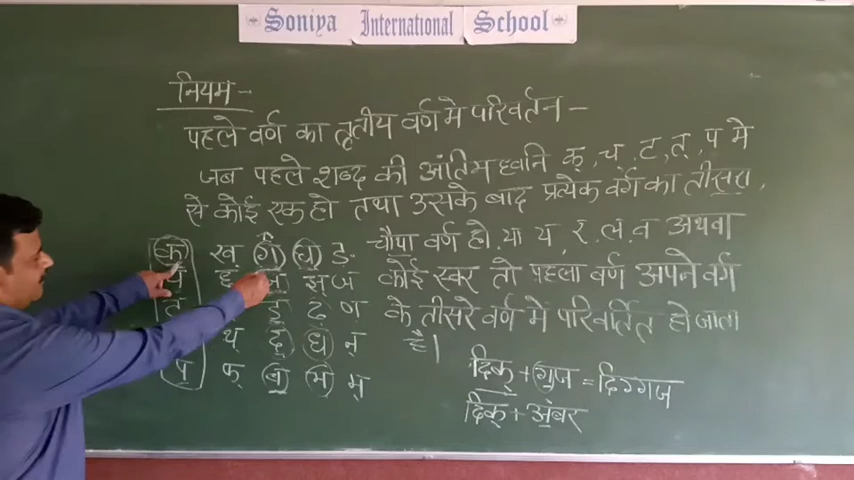 Soniya International School
नियम-
पहले वर्ण का तृतीय वर्ण मे परिवर्तन-
जब पहले शब्द की अंतिम ध्वनि क्, च, ट, त्, प मे
से कोई एक हो तथा उसके बाद प्रत्येक वर्ग का तीसरा,
चौथा वर्ण हो, या य, र, ल, व अथवा
कोई स्वर तो पहला वर्ण अपने वर्ग
के तीसरे वर्ण मे परिवर्तित हो जाता
है।
क् ख ग् घ् ङ
झ् ञ
ढ् ण
थ् द् ध् न्
प् फ् ब् भ् म्
दिक् + गज = दिग्गज
दिक् + अंबर